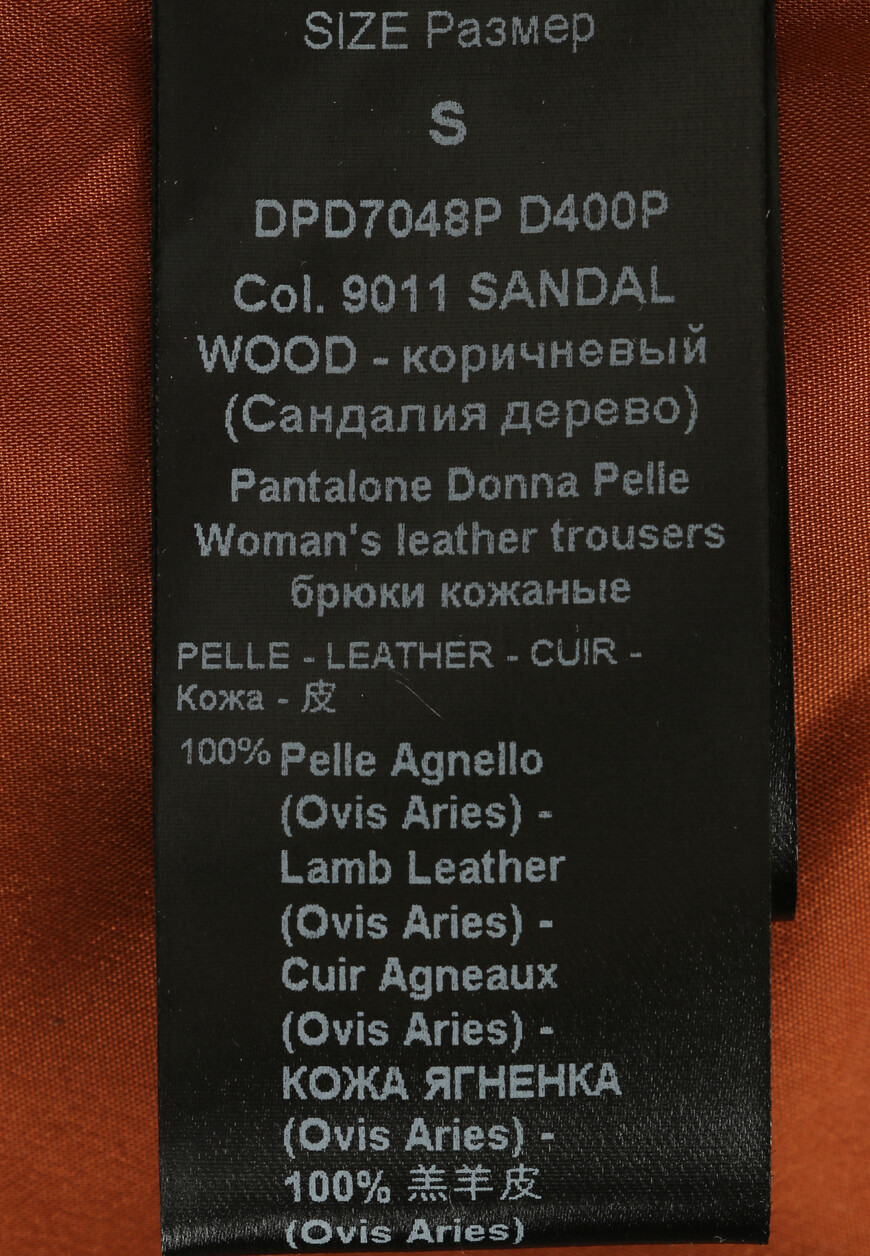 SIZE Размер
S
DPD7048P D400P
Col. 9011 SANDAL
WOOD - коричневый
(Сандалия дерево)
Pantalone Donna Pelle
Woman's leather trousers
брюки кожаные
PELLE - LEATHER - CUIR -
Кожа - 皮
100% Pelle Agnello
(Ovis Aries) -
Lamb Leather
(Ovis Aries) -
Cuir Agneaux
(Ovis Aries) -
КОЖА ЯГНЕНКА
(Ovis Aries) -
100% 羔羊皮
(Ovis Aries)